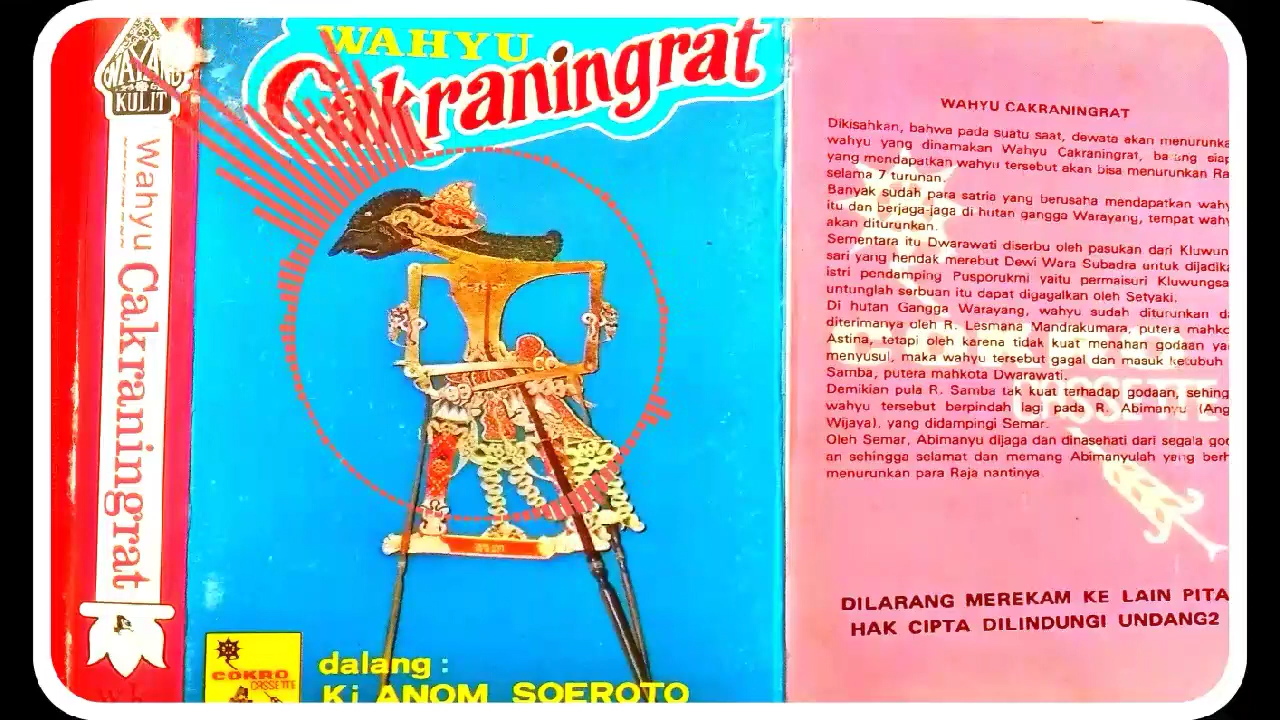 WAYANG
KULIT
Wahyu Cakraningrat
WAHYU
Cakraningrat
COKRO
CASSETTE
dalang :
Ki ANOM SOEROTO
WAHYU CAKRANINGRAT
Dikisahkan, bahwa pada suatu saat, dewata akan menurunka
wahyu yang dinamakan Wahyu Cakraningrat, barang siap
yang mendapatkan wahyu tersebut akan bisa menurunkan Ra
selama 7 turunan.
Banyak sudah para satria yang berusaha mendapatkan wahy
itu dan berjaga-jaga di hutan gangga Warayang, tempat wah
akan diturunkan.
Sementara itu Dwarawati diserbu oleh pasukan dari Kluwun
sari yang hendak merebut Dewi Wara Subadra untuk dijadika
istri pendamping Pusporukmi yaitu permaisuri Kluwungsa
untunglah serbuan itu dapat digagalkan oleh Setyaki.
Di hutan Gangga Warayang, wahyu sudah diturunkan da
diterimanya oleh R. Lesmana Mandrakumara, putera mahko
Astina, tetapi oleh karena tidak kuat menahan godaan ya
menyusul, maka wahyu tersebut gagal dan masuk ketubuh
Samba, putera mahkota Dwarawati.
Demikian pula R. Samba tak kuat terhadap godaan, sehing
wahyu tersebut berpindah lagi pada R. Abimanyu (Ang
Wijaya), yang didampingi Semar.
Oleh Semar, Abimanyu dijaga dan dinasehati dari segala god
an sehingga selamat dan memang Abimanyulah yang berh
menurunkan para Raja nantinya.
CASSETTE
DILARANG MEREKAM KE LAIN PITA
HAK CIPTA DILINDUNGI UNDANG2